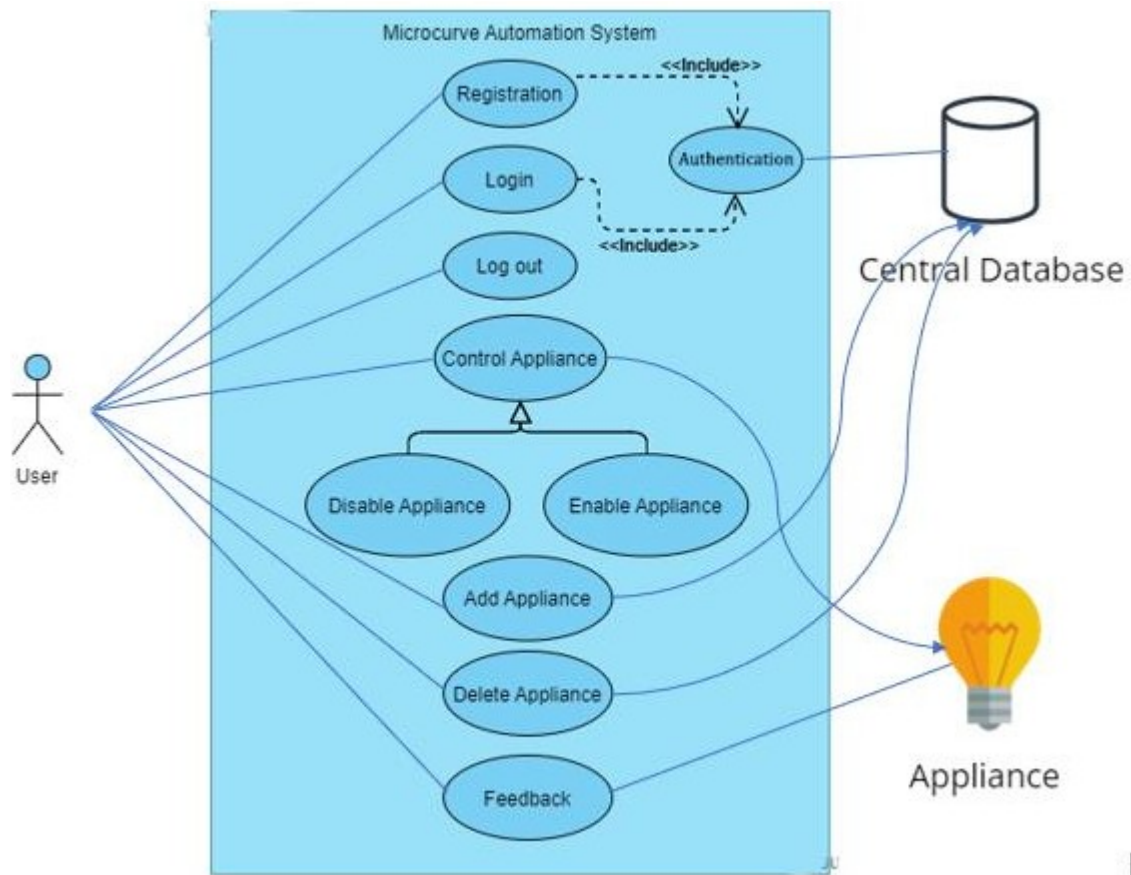 Microcurve Automation System
<<Include>>
Registration
Authentication
Login
<<Include>>
Log out
Central Database
Control Appliance
User
Disable Appliance
Enable Appliance
Add Appliance
Delete Appliance
Appliance
Feedback